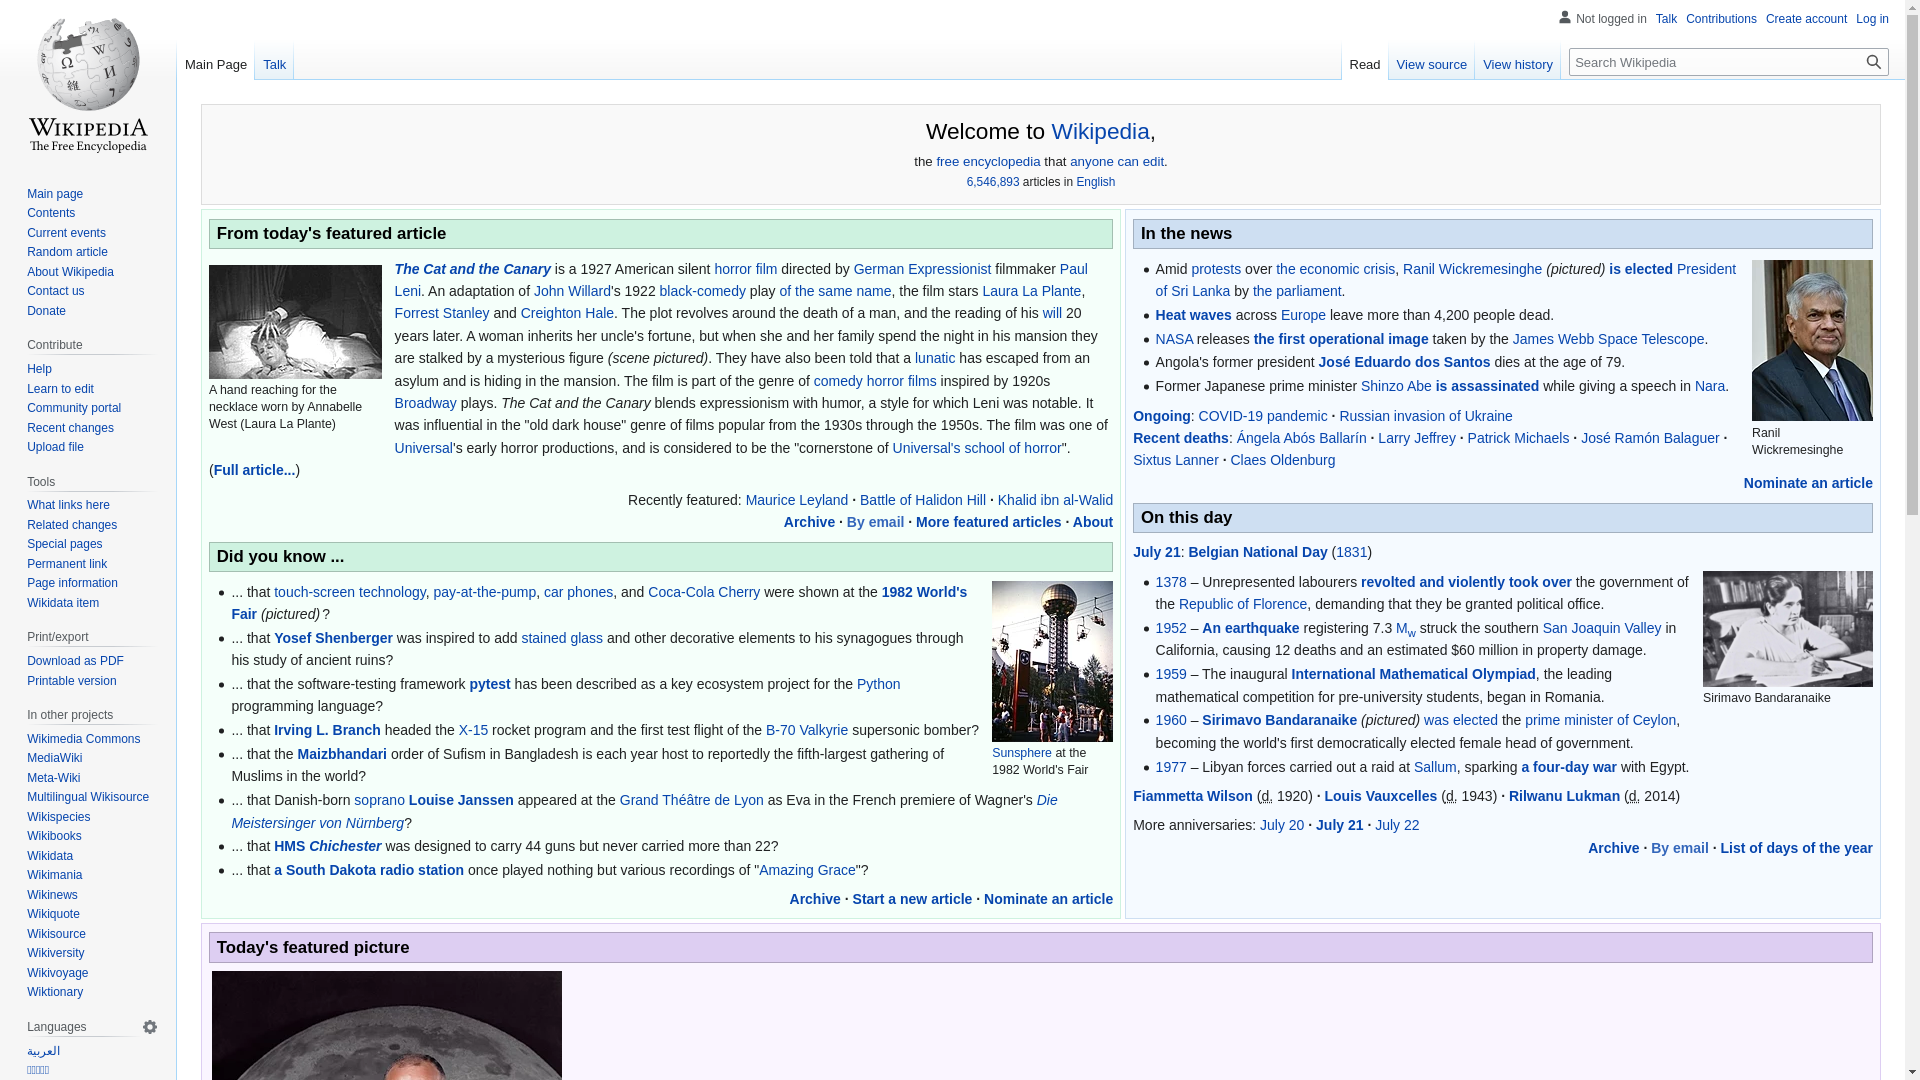 Not logged in Talk Contributions Create account Log in
Main Page Talk
Read View source View history Search Wikipedia
WIKIPEDIA
The Free Encyclopedia
Main page
Contents
Current events
Random article
About Wikipedia
Contact us
Donate
Contribute
Help
Learn to edit
Community portal
Recent changes
Upload file
Tools
What links here
Related changes
Special pages
Permanent link
Page information
Wikidata item
Print/export
Download as PDF
Printable version
In other projects
Wikimedia Commons
MediaWiki
Meta-Wiki
Multilingual Wikisource
Wikispecies
Wikibooks
Wikidata
Wikimania
Wikinews
Wikiquote
Wikisource
Wikiversity
Wikivoyage
Wiktionary
Languages
العربية
Welcome to Wikipedia,
the free encyclopedia that anyone can edit.
6,546,893 articles in English
From today's featured article
A hand reaching for the
necklace worn by Annabelle
West (Laura La Plante)
The Cat and the Canary is a 1927 American silent horror film directed by German Expressionist filmmaker Paul
Leni. An adaptation of John Willard's 1922 black-comedy play of the same name, the film stars Laura La Plante,
Forrest Stanley and Creighton Hale. The plot revolves around the death of a man, and the reading of his will 20
years later. A woman inherits her uncle's fortune, but when she and her family spend the night in his mansion they
are stalked by a mysterious figure (scene pictured). They have also been told that a lunatic has escaped from an
asylum and is hiding in the mansion. The film is part of the genre of comedy horror films inspired by 1920s
Broadway plays. The Cat and the Canary blends expressionism with humor, a style for which Leni was notable. It
was influential in the "old dark house" genre of films popular from the 1930s through the 1950s. The film was one of
Universal's early horror productions, and is considered to be the "cornerstone of Universal's school of horror".
(Full article...)
Recently featured: Maurice Leyland · Battle of Halidon Hill · Khalid ibn al-Walid
Archive · By email · More featured articles · About
Did you know ...
... that touch-screen technology, pay-at-the-pump, car phones, and Coca-Cola Cherry were shown at the 1982 World's
Fair (pictured) ?
... that Yosef Shenberger was inspired to add stained glass and other decorative elements to his synagogues through
his study of ancient ruins?
... that the software-testing framework pytest has been described as a key ecosystem project for the Python
programming language?
... that Irving L. Branch headed the X-15 rocket program and the first test flight of the B-70 Valkyrie supersonic bomber?
... that the Maizbhandari order of Sufism in Bangladesh is each year host to reportedly the fifth-largest gathering of
Muslims in the world?
... that Danish-born soprano Louise Janssen appeared at the Grand Théâtre de Lyon as Eva in the French premiere of Wagner's Die
Meistersinger von Nürnberg?
... that HMS Chichester was designed to carry 44 guns but never carried more than 22?
... that a South Dakota radio station once played nothing but various recordings of "Amazing Grace"?
Sunsphere at the
1982 World's Fair
Archive · Start a new article · Nominate an article
In the news
Amid protests over the economic crisis, Ranil Wickremesinghe (pictured) is elected President
of Sri Lanka by the parliament.
Heat waves across Europe leave more than 4,200 people dead.
NASA releases the first operational image taken by the James Webb Space Telescope.
Angola's former president José Eduardo dos Santos dies at the age of 79.
Former Japanese prime minister Shinzo Abe is assassinated while giving a speech in Nara.
Ranil
Wickremesinghe
Ongoing: COVID-19 pandemic · Russian invasion of Ukraine
Recent deaths: Ángela Abós Ballarín · Larry Jeffrey · Patrick Michaels · José Ramón Balaguer ·
Sixtus Lanner · Claes Oldenburg
Nominate an article
On this day
July 21: Belgian National Day (1831)
1378 – Unrepresented labourers revolted and violently took over the government of
the Republic of Florence, demanding that they be granted political office.
1952 – An earthquake registering 7.3 Mw struck the southern San Joaquin Valley in
California, causing 12 deaths and an estimated $60 million in property damage.
1959 – The inaugural International Mathematical Olympiad, the leading
mathematical competition for pre-university students, began in Romania.
1960 – Sirimavo Bandaranaike (pictured) was elected the prime minister of Ceylon,
becoming the world's first democratically elected female head of government.
1977 – Libyan forces carried out a raid at Sallum, sparking a four-day war with Egypt.
Sirimavo Bandaranaike
Fiammetta Wilson (d. 1920) · Louis Vauxcelles (d. 1943) · Rilwanu Lukman (d. 2014)
More anniversaries: July 20 · July 21 · July 22
Archive · By email · List of days of the year
Today's featured picture